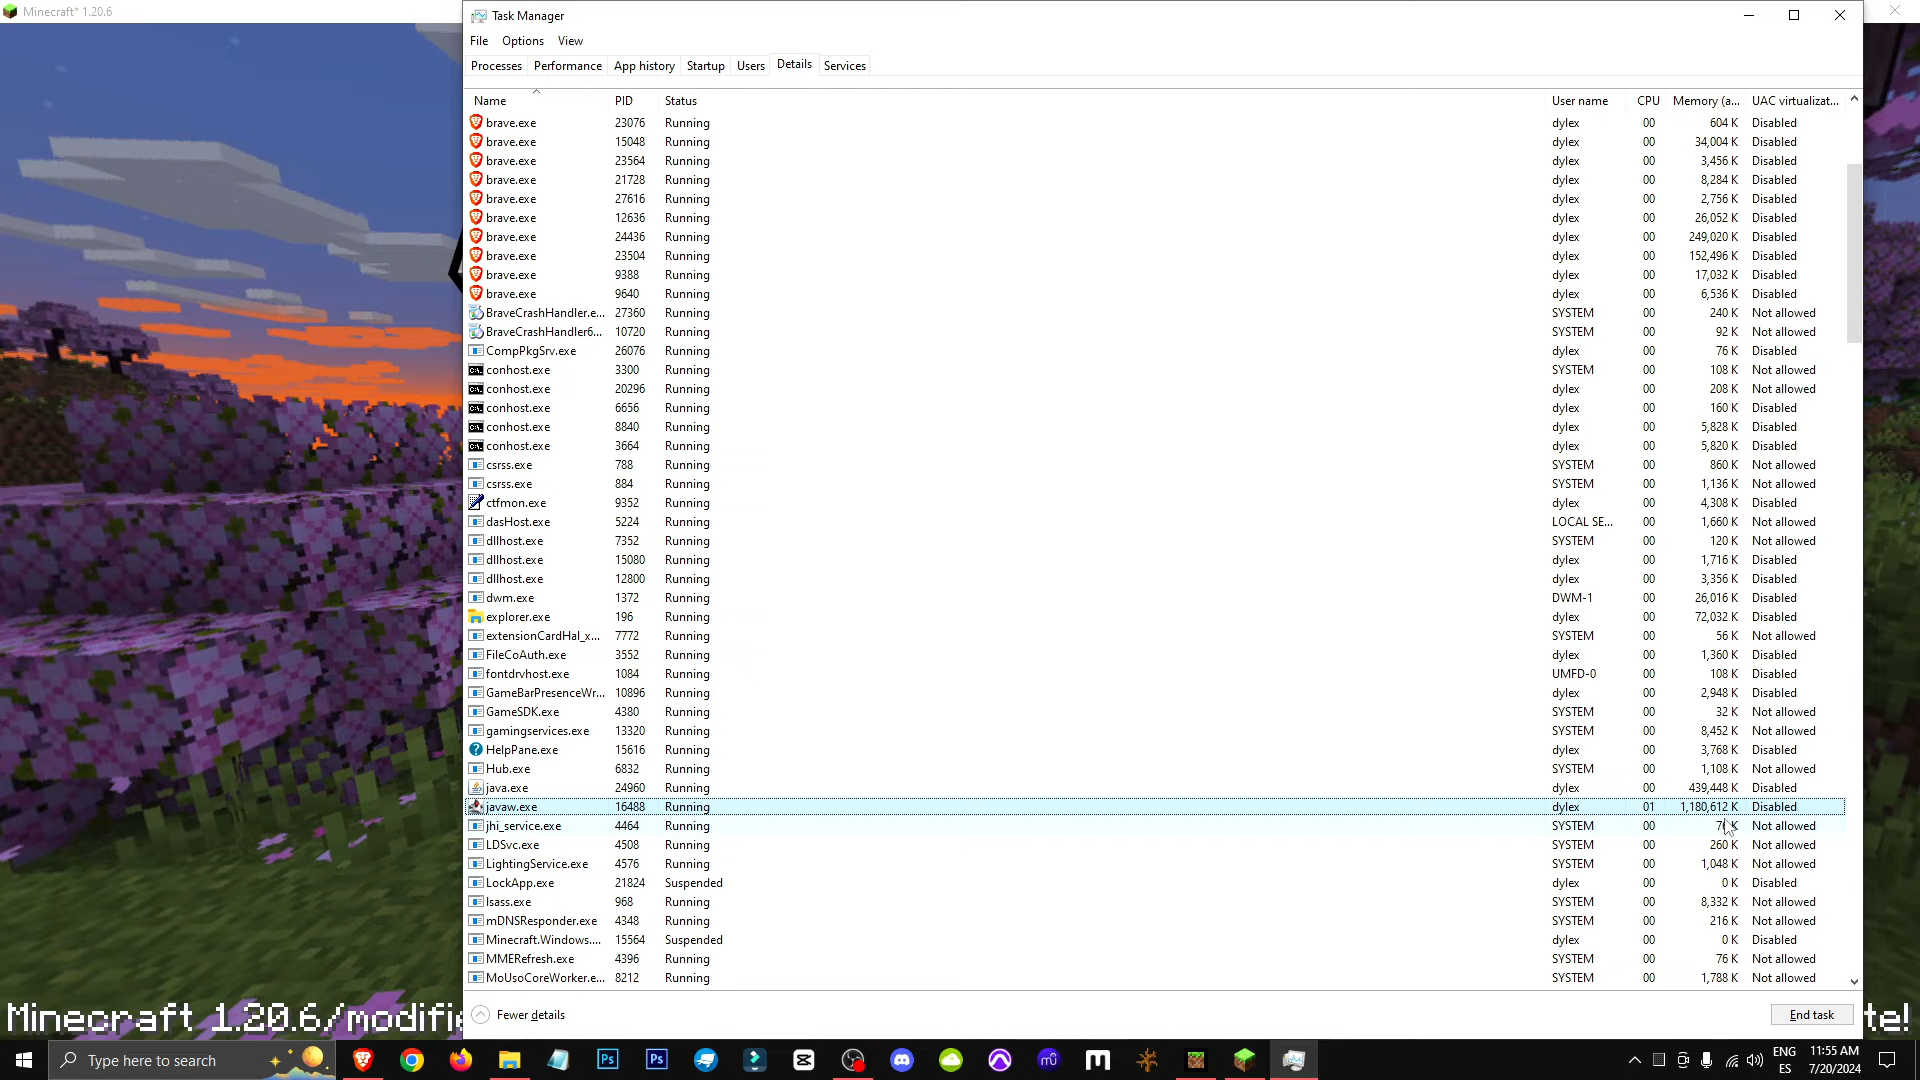 Minecraft* 1.20.6
Task Manager
File Options View
Processes Performance App history Startup Users Details Services
Name PID Status User name CPU Memory (a... UAC virtualizat...
brave.exe 23076 Running dylex 00 604 K Disabled
brave.exe 15048 Running dylex 00 34,004 K Disabled
brave.exe 23564 Running dylex 00 3,456 K Disabled
brave.exe 21728 Running dylex 00 8,284 K Disabled
brave.exe 27616 Running dylex 00 2,756 K Disabled
brave.exe 12636 Running dylex 00 26,052 K Disabled
brave.exe 24436 Running dylex 00 249,020 K Disabled
brave.exe 23504 Running dylex 00 152,496 K Disabled
brave.exe 9388 Running dylex 00 17,032 K Disabled
brave.exe 9640 Running dylex 00 6,536 K Disabled
BraveCrashHandler.e... 27360 Running SYSTEM 00 240 K Not allowed
BraveCrashHandler6... 10720 Running SYSTEM 00 92 K Not allowed
CompPkgSrv.exe 26076 Running dylex 00 76 K Disabled
conhost.exe 3300 Running SYSTEM 00 108 K Not allowed
conhost.exe 20296 Running dylex 00 208 K Not allowed
conhost.exe 6656 Running dylex 00 160 K Disabled
conhost.exe 8840 Running dylex 00 5,828 K Disabled
conhost.exe 3664 Running dylex 00 5,820 K Disabled
csrss.exe 788 Running SYSTEM 00 860 K Not allowed
csrss.exe 884 Running SYSTEM 00 1,136 K Not allowed
ctfmon.exe 9352 Running dylex 00 4,308 K Disabled
dasHost.exe 5224 Running LOCAL SE... 00 1,660 K Not allowed
dllhost.exe 7352 Running SYSTEM 00 120 K Not allowed
dllhost.exe 15080 Running dylex 00 1,716 K Disabled
dllhost.exe 12800 Running dylex 00 3,356 K Disabled
dwm.exe 1372 Running DWM-1 00 26,016 K Disabled
explorer.exe 196 Running dylex 00 72,032 K Disabled
extensionCardHal_x... 7772 Running SYSTEM 00 56 K Not allowed
FileCoAuth.exe 3552 Running dylex 00 1,360 K Disabled
fontdrvhost.exe 1084 Running UMFD-0 00 108 K Disabled
GameBarPresenceWr... 10896 Running dylex 00 2,948 K Disabled
GameSDK.exe 4380 Running SYSTEM 00 32 K Not allowed
gamingservices.exe 13320 Running SYSTEM 00 8,452 K Not allowed
HelpPane.exe 15616 Running dylex 00 3,768 K Disabled
Hub.exe 6832 Running SYSTEM 00 1,108 K Not allowed
java.exe 24960 Running dylex 00 439,448 K Disabled
javaw.exe 16488 Running dylex 01 1,180,612 K Disabled
jhi_service.exe 4464 Running SYSTEM 00 K Not allowed
LDSvc.exe 4508 Running SYSTEM 00 260 K Not allowed
LightingService.exe 4576 Running SYSTEM 00 1,048 K Not allowed
LockApp.exe 21824 Suspended dylex 00 0 K Disabled
lsass.exe 968 Running SYSTEM 00 8,332 K Not allowed
mDNSResponder.exe 4348 Running SYSTEM 00 216 K Not allowed
Minecraft.Windows.... 15564 Suspended dylex 00 0 K Disabled
MMERefresh.exe 4396 Running SYSTEM 00 76 K Not allowed
MoUsoCoreWorker.e... 8212 Running SYSTEM 00 1,788 K Not allowed
Fewer details End task
Minecraft 1.20.6/modifie te!
Type here to search Ps Ps ENG ES 11:55 AM 7/20/2024